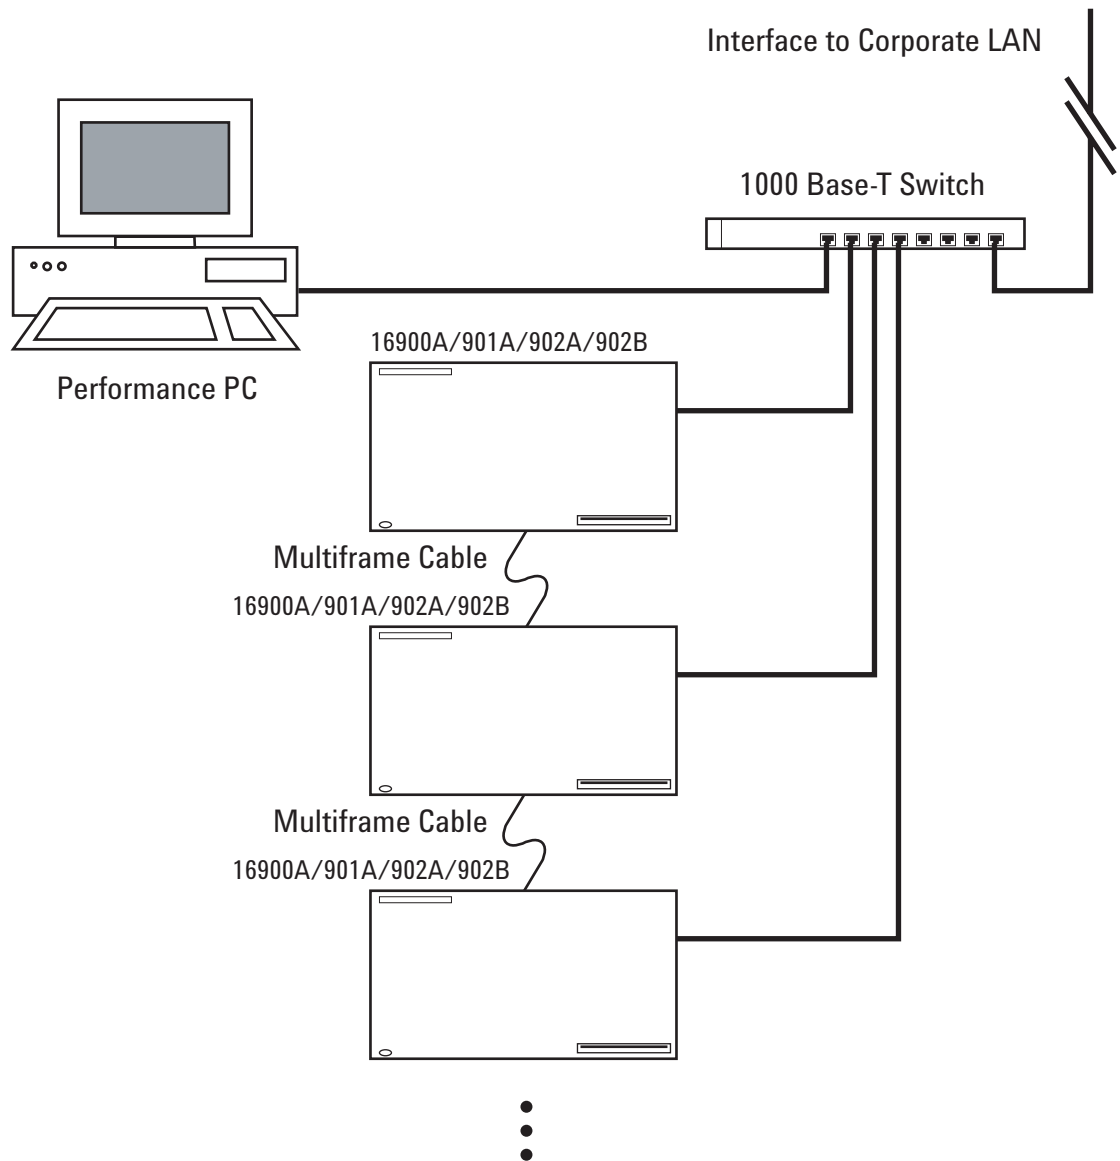 Interface to Corporate LAN
1000 Base-T Switch
16900A/901A/902A/902B
Performance PC
Multiframe Cable
16900A/901A/902A/902B
Multiframe Cable
16900A/901A/902A/902B